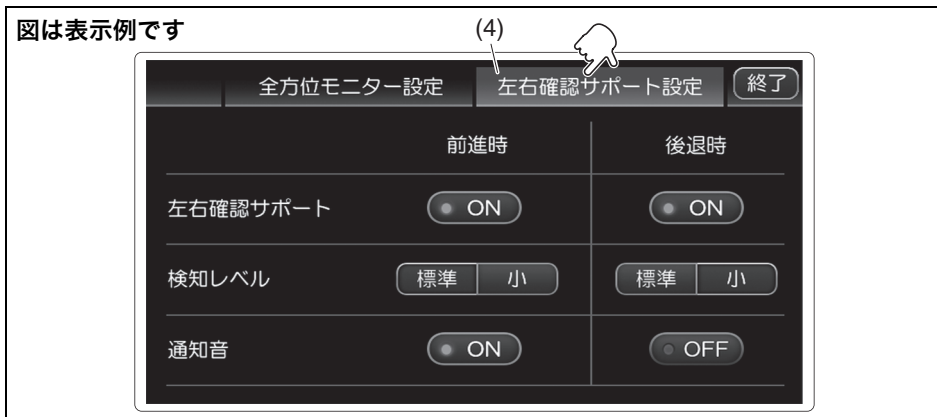 図は表示例です
(4)
全方位モニター設定 左右確認サポート設定 終了
前進時 後退時
左右確認サポート ON ON
検知レベル 標準 小 標準 小
通知音 ON OFF